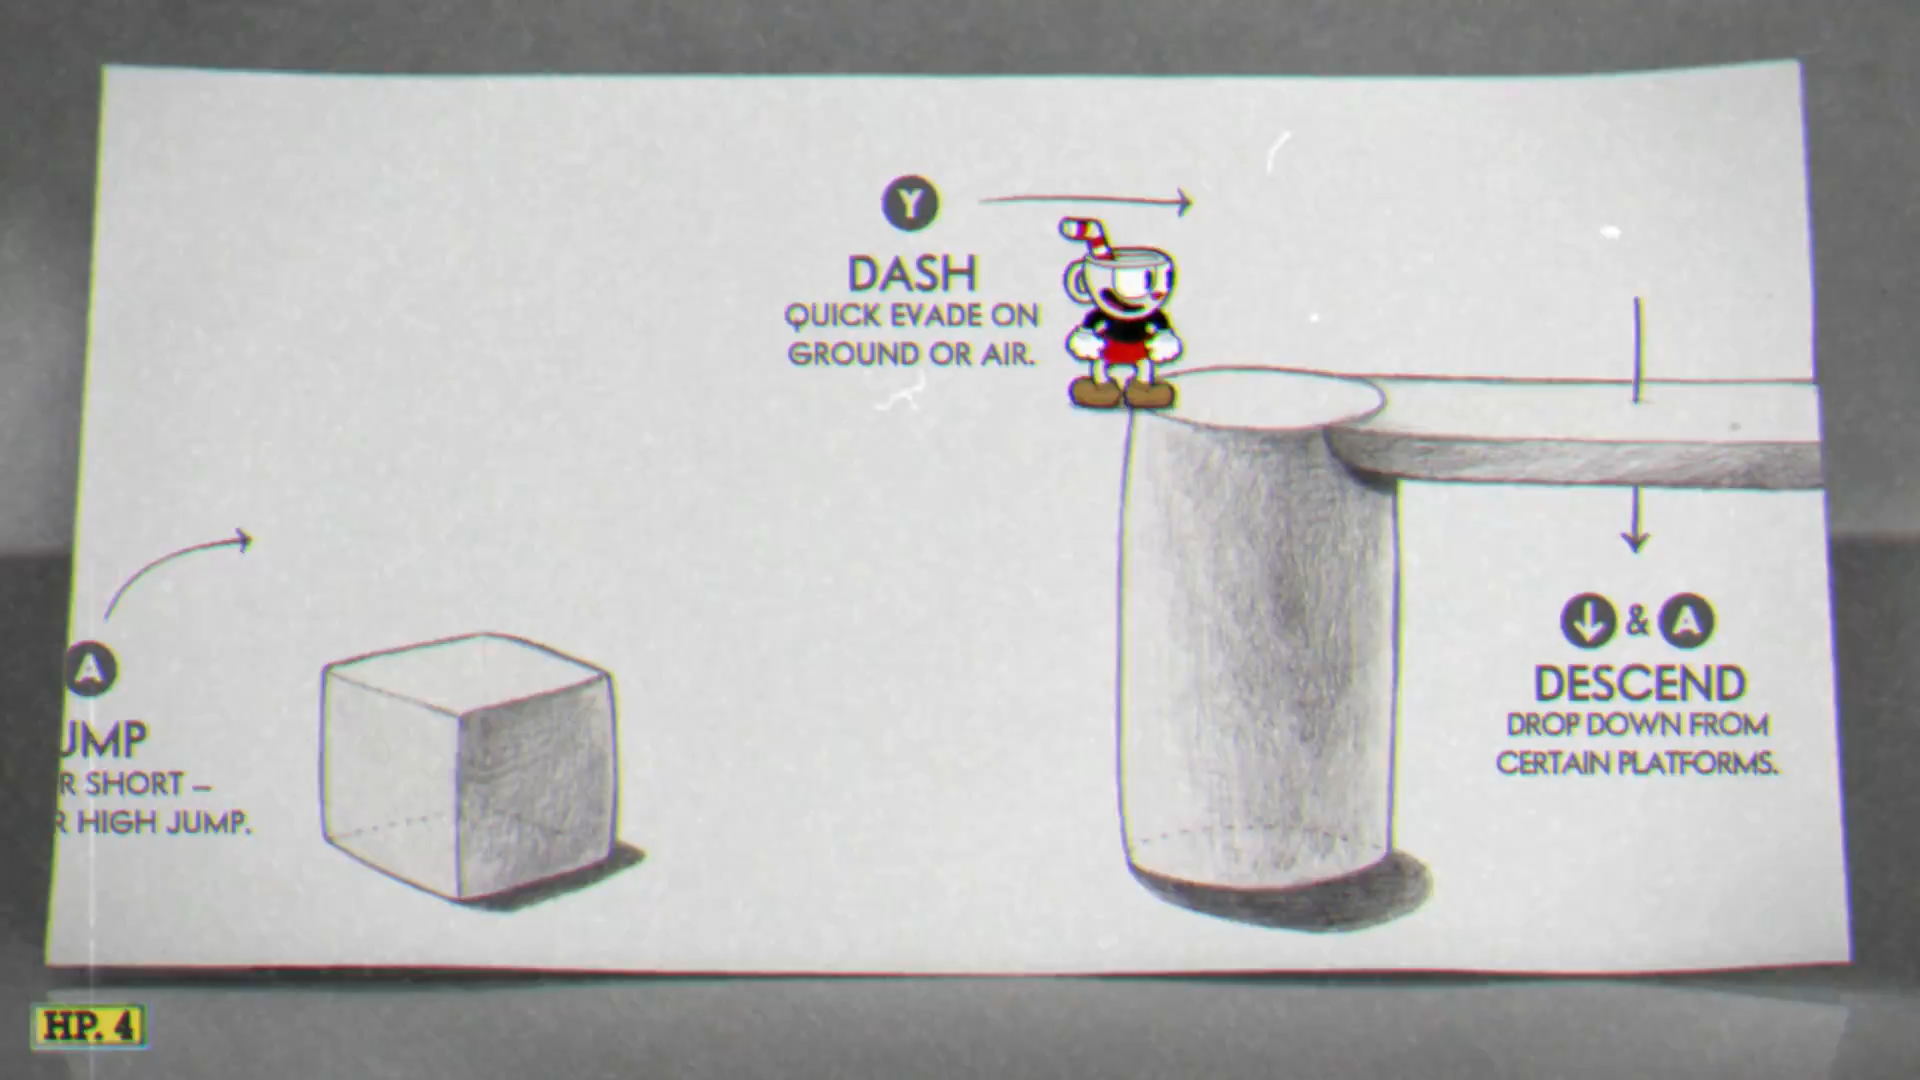 Y
DASH
QUICK EVADE ON
GROUND OR AIR.
A
UMP
R SHORT –
R HIGH JUMP.
↓ & A
DESCEND
DROP DOWN FROM
CERTAIN PLATFORMS.
HP. 4